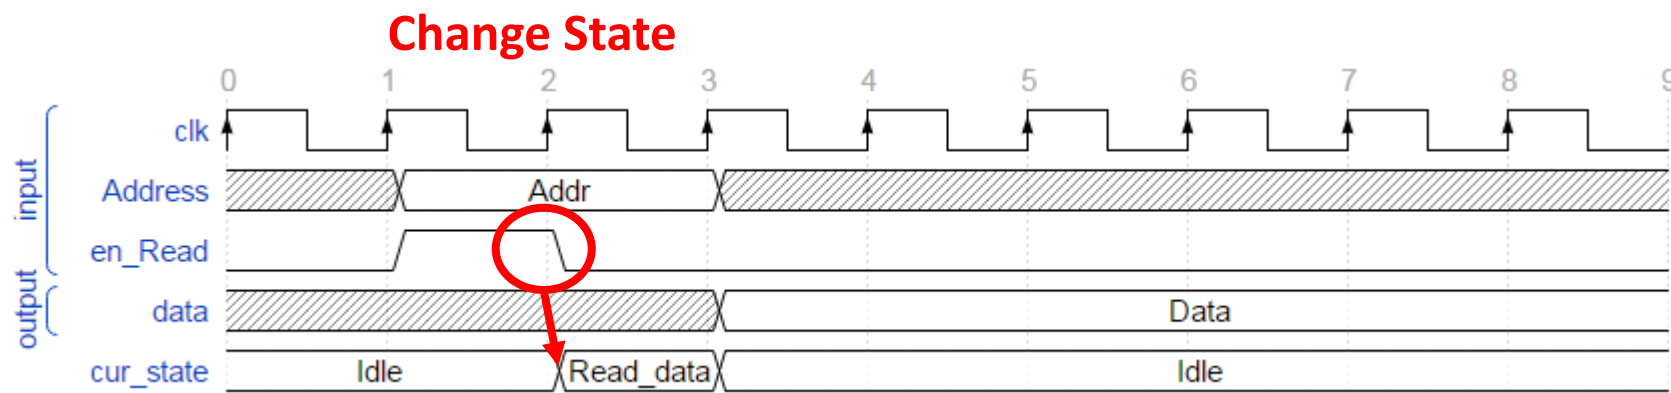 Change State
0 1 2 3 4 5 6 7 8 9
input
clk
Address Addr
en_Read
output
data Data
cur_state Idle Read_data Idle